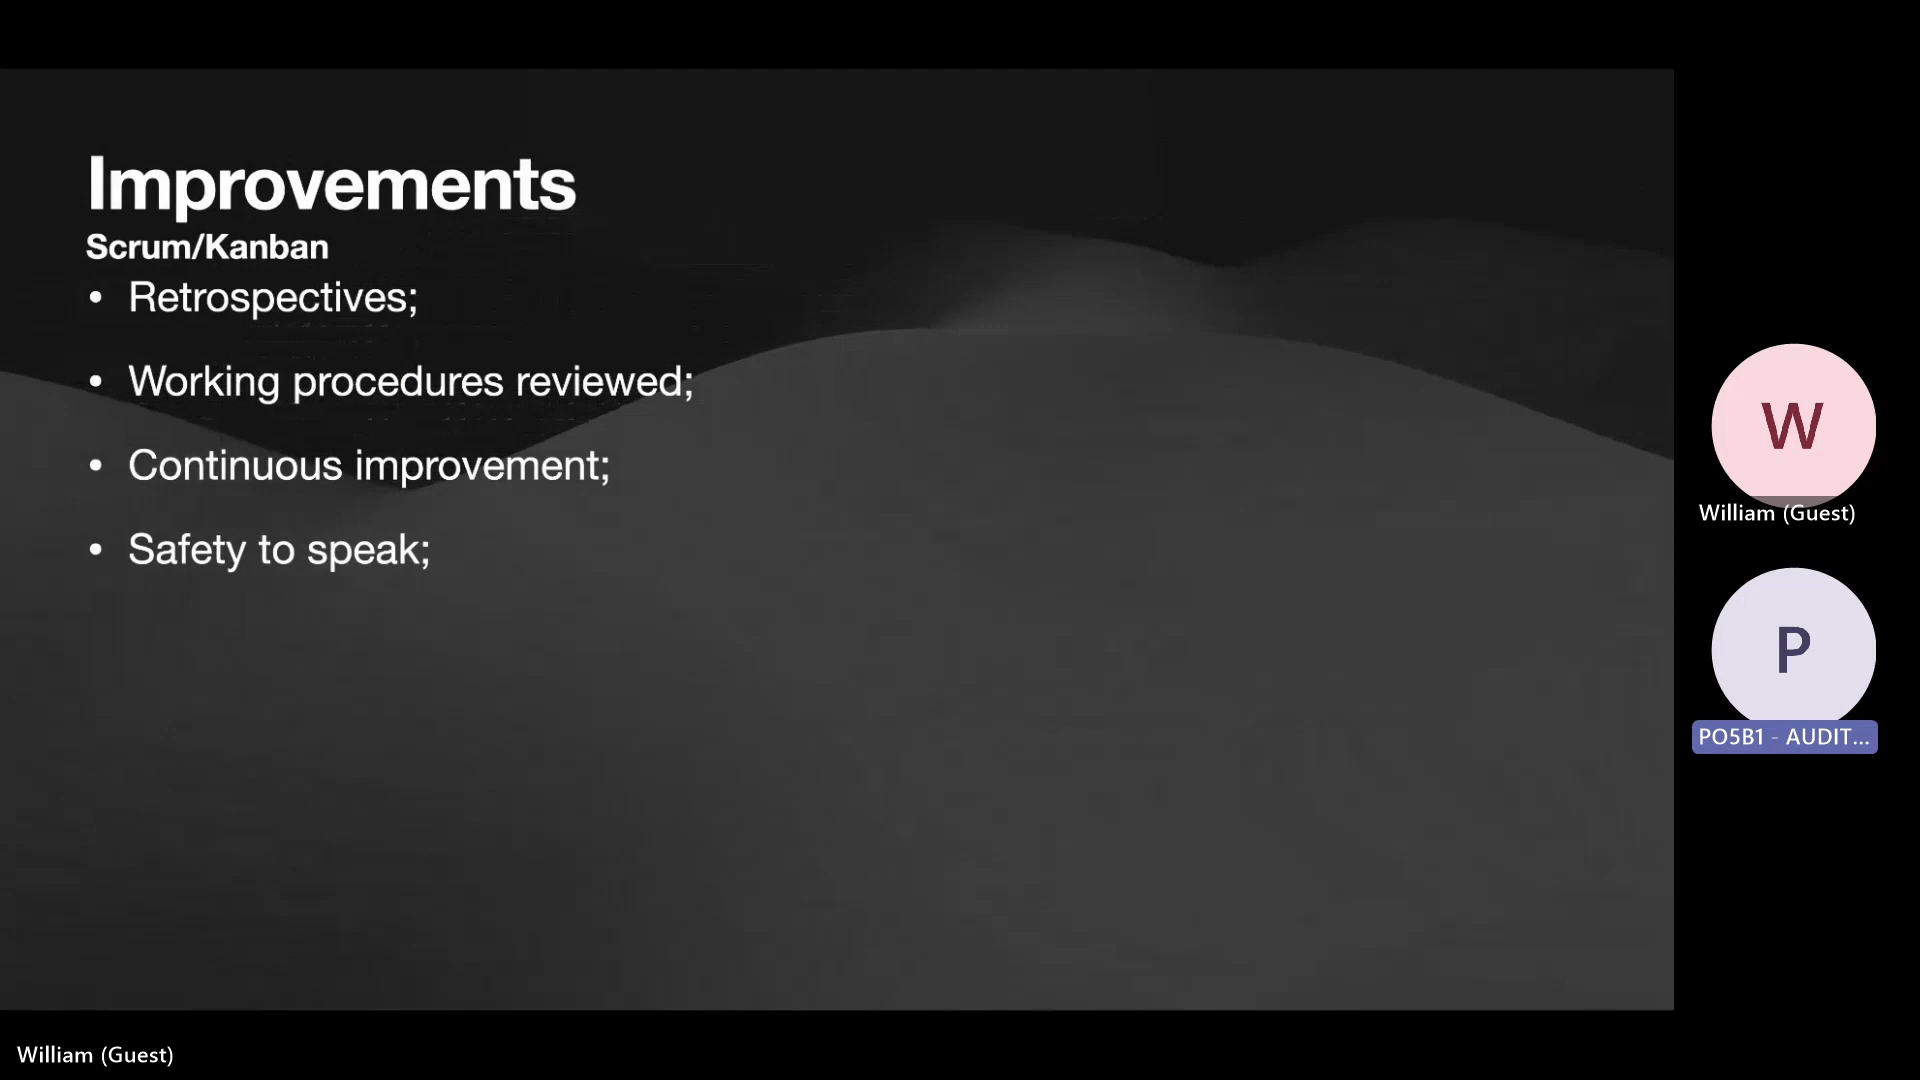 Improvements
Scrum/Kanban
• Retrospectives;
• Working procedures reviewed;
• Continuous improvement;
• Safety to speak;
W
William (Guest)
P
PO5B1 - AUDIT...
William (Guest)